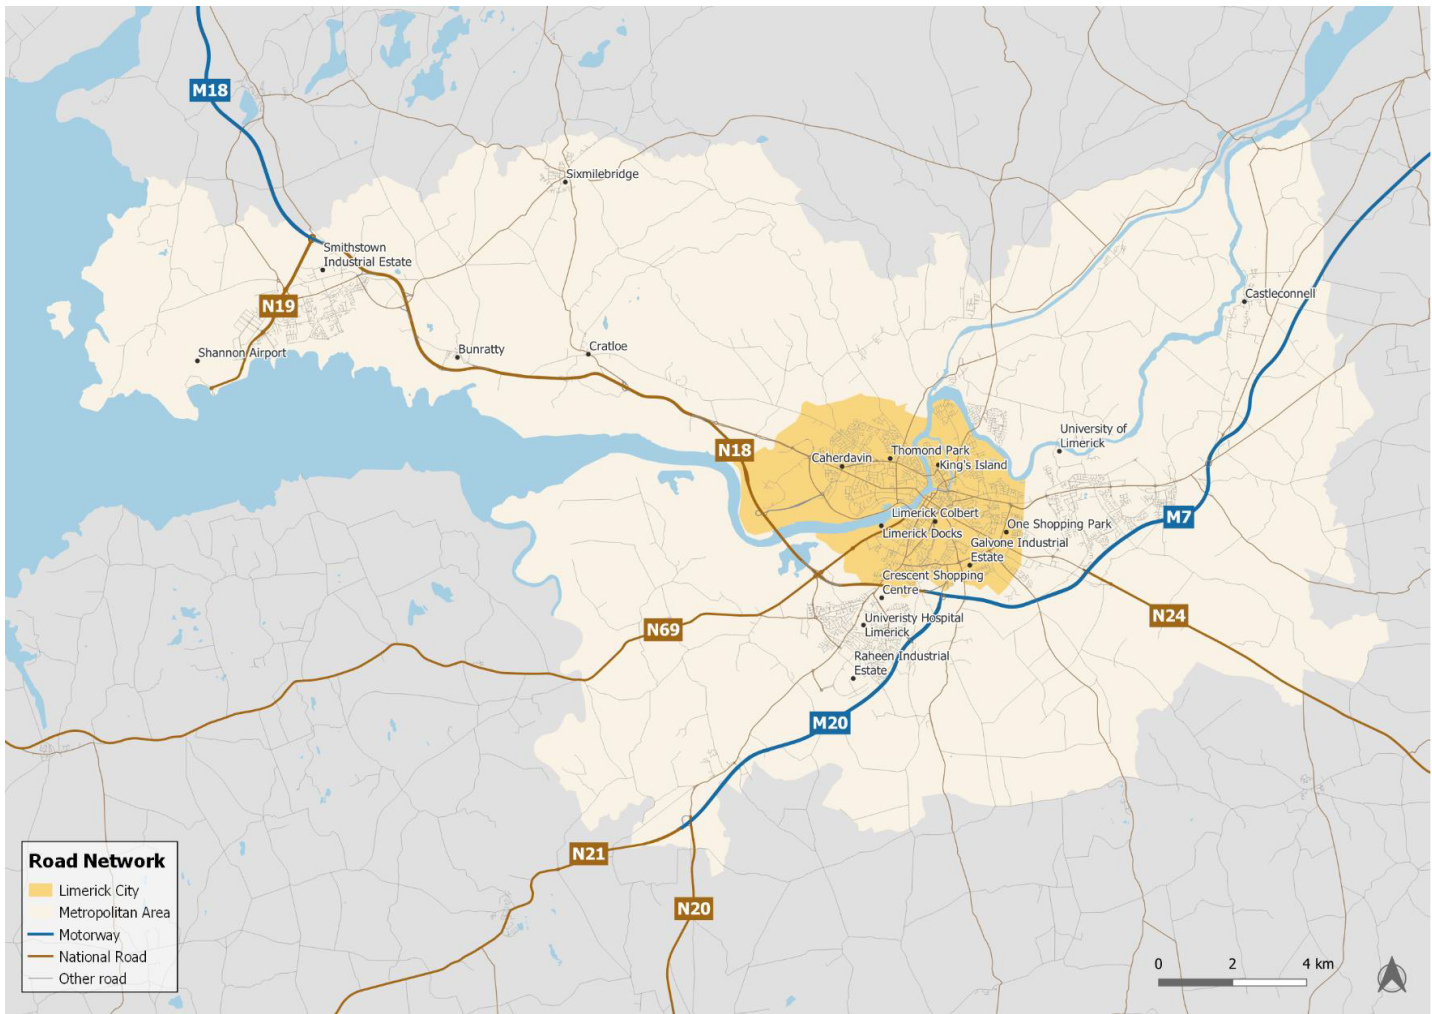 M18
Sixmilebridge
Smithstown
Industrial Estate
N19
Castleconnell
Shannon Airport
Bunratty
Cratloe
University of
Limerick
N18
Thomond Park
Caherdavin
King's Island
Limerick Colbert
M7
One Shopping Park
Limerick Docks
Galvone Industrial
Estate
Crescent Shopping
Centre
N24
Univeristy Hospital
Limerick
N69
Raheen Industrial
Estate
M20
N21
N20
Road Network
Limerick City
Metropolitan Area
Motorway
National Road
Other road
0 2 4 km